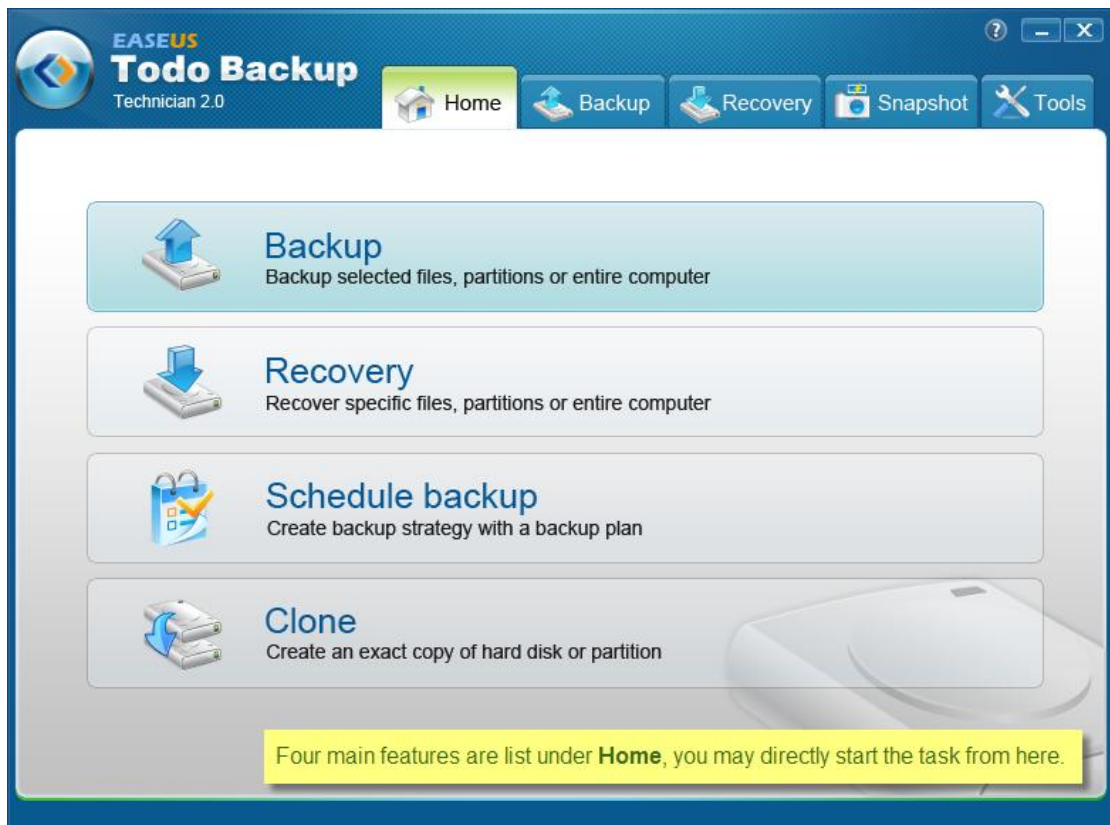 EASEUS
Todo Backup
Technician 2.0
?
Home
Backup
Recovery
Snapshot
Tools
Backup
Backup selected files, partitions or entire computer
Recovery
Recover specific files, partitions or entire computer
Schedule backup
Create backup strategy with a backup plan
Clone
Create an exact copy of hard disk or partition
Four main features are list under Home, you may directly start the task from here.